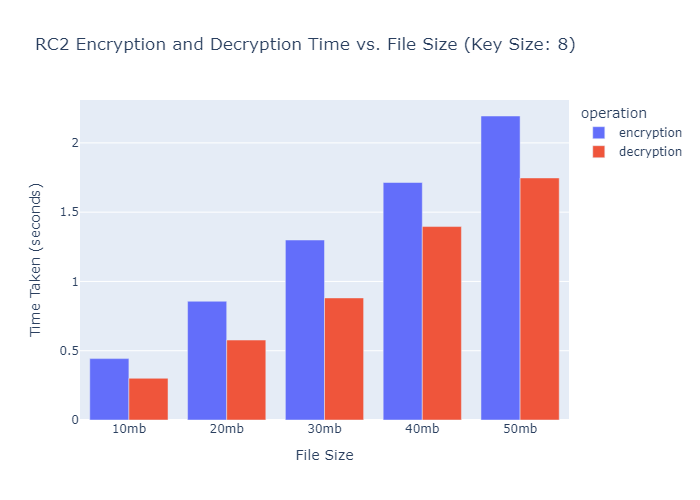 RC2 Encryption and Decryption Time vs. File Size (Key Size: 8)
operation
encryption
decryption
Time Taken (seconds)
2
1.5
1
0.5
0
10mb 20mb 30mb 40mb 50mb
File Size